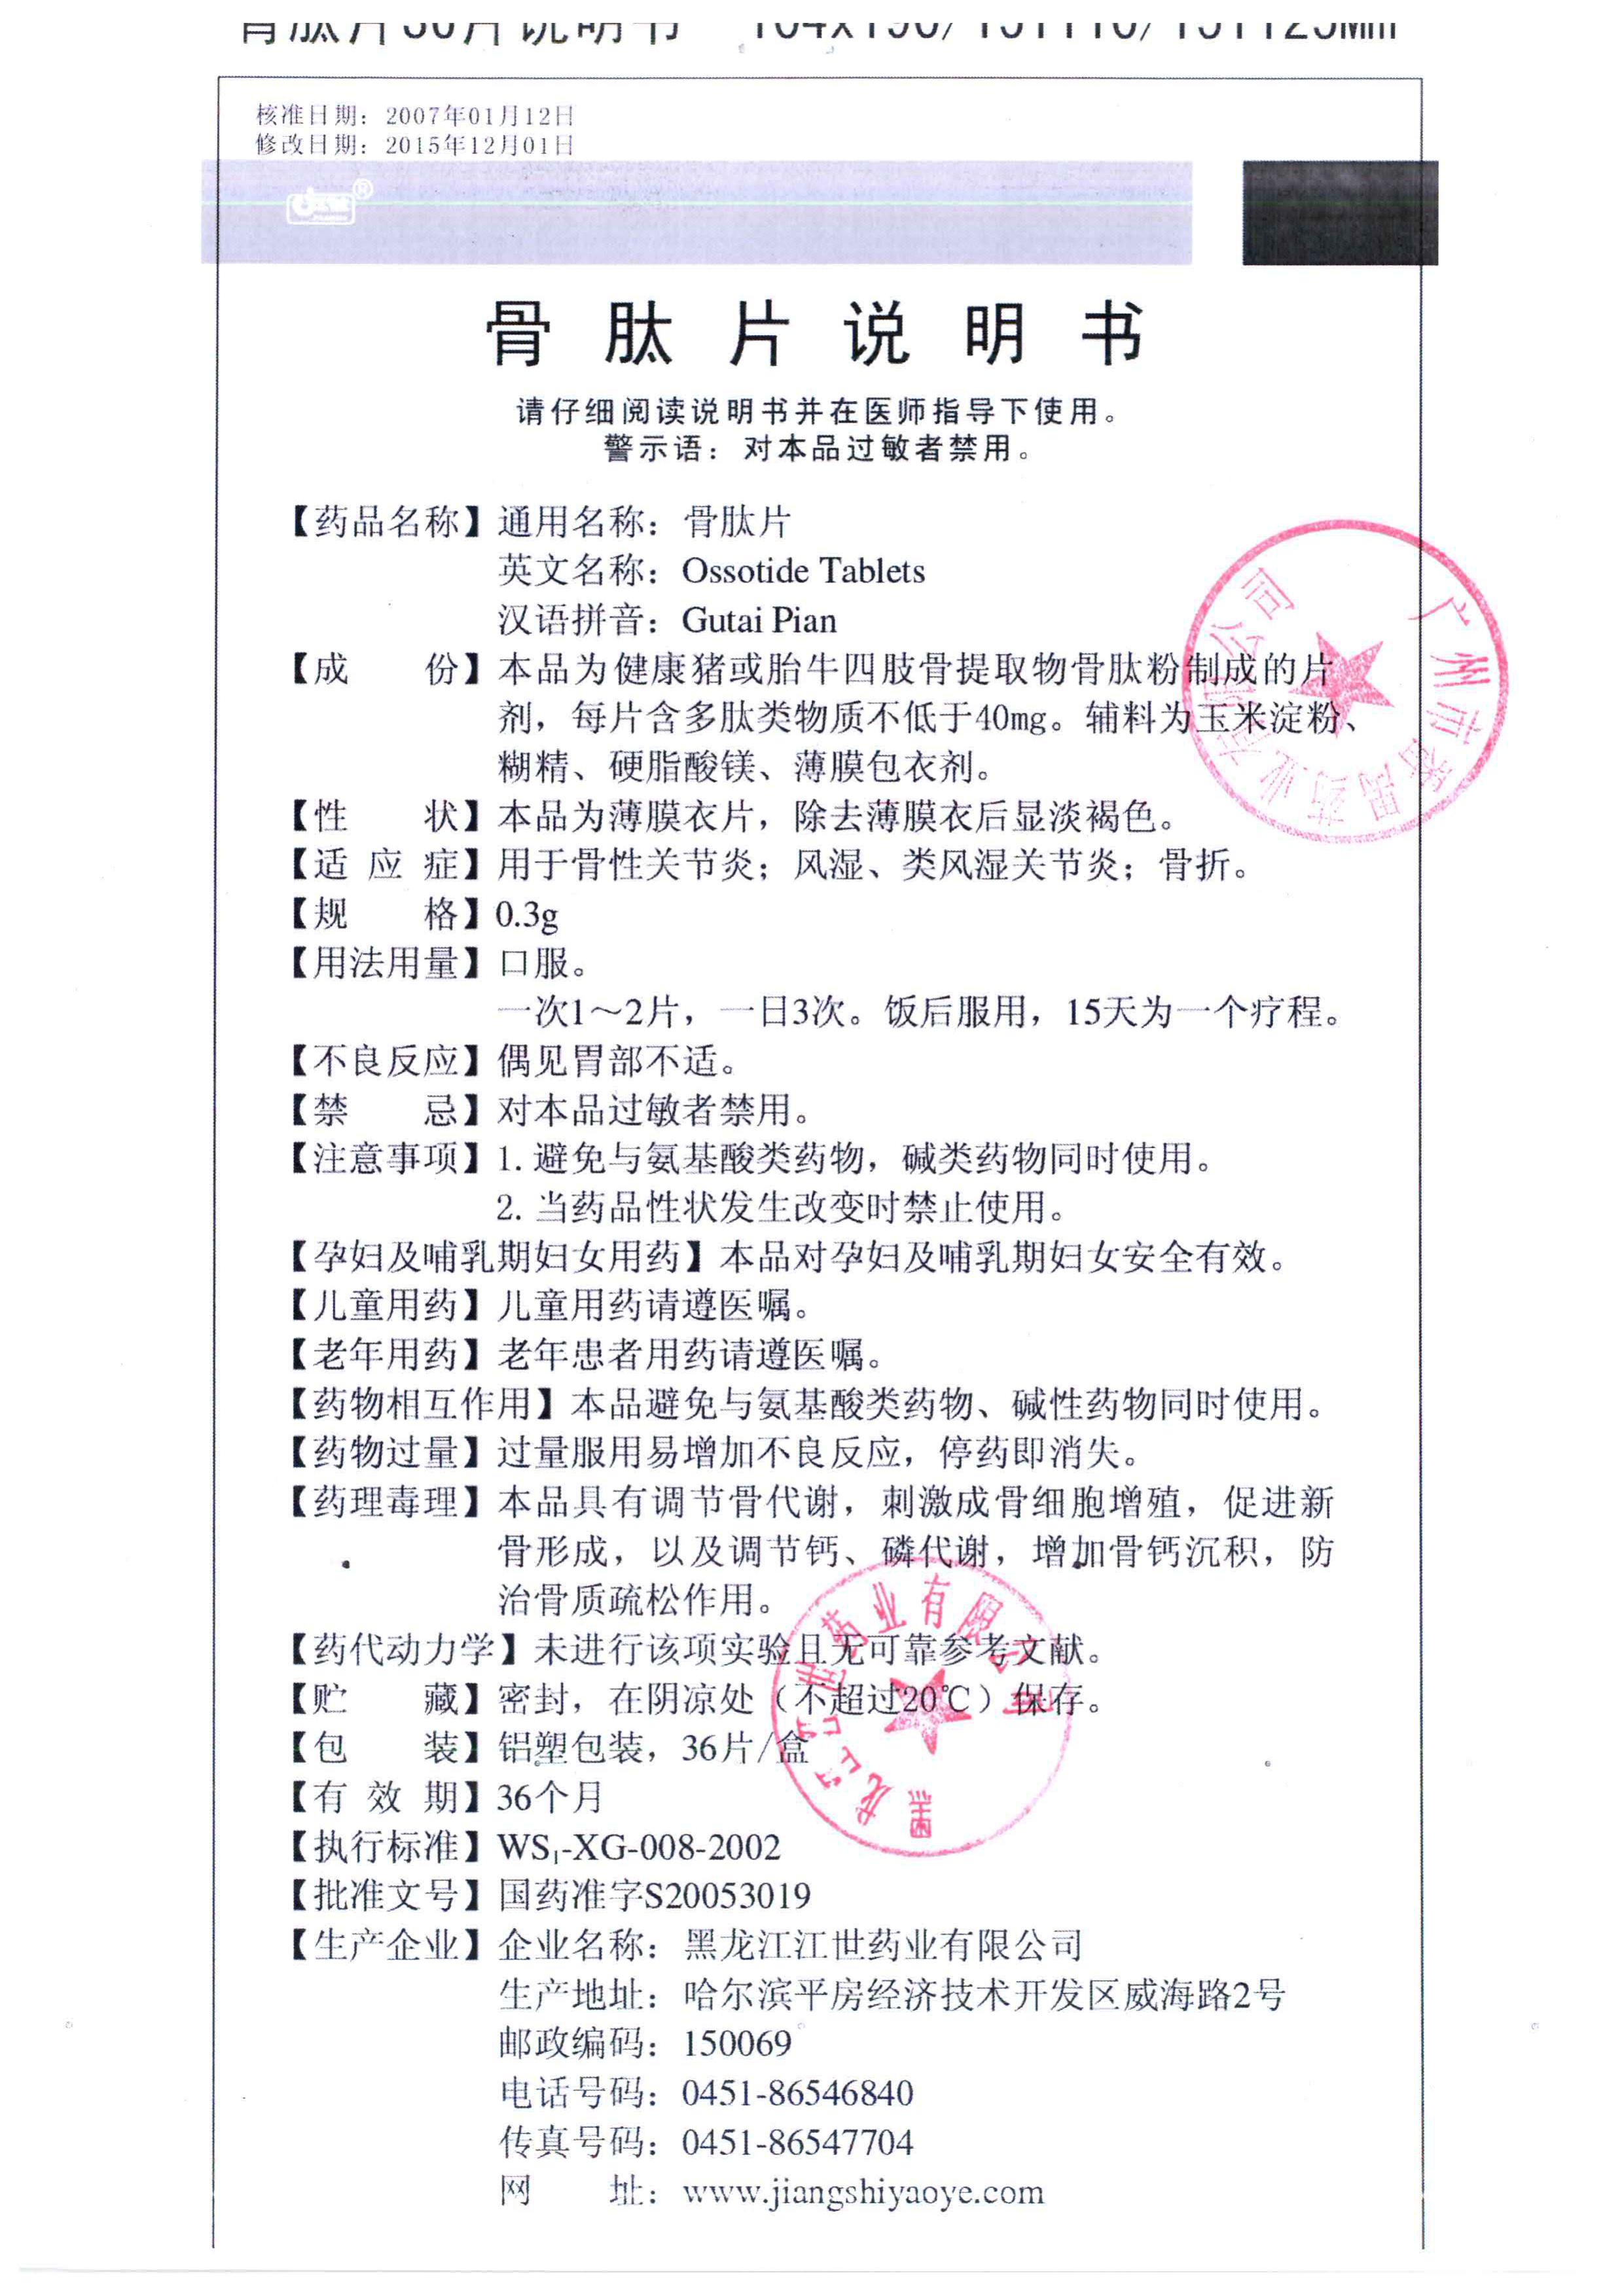 核准日期：2007年01月12日
修改日期：2015年12月01日
骨肽片说明书
请仔细阅读说明书并在医师指导下使用。
警示语：对本品过敏者禁用。
【药品名称】通用名称：骨肽片
英文名称：Ossotide Tablets
汉语拼音：Gutai Pian
【成　　份】本品为健康猪或胎牛四肢骨提取物骨肽粉制成的片
剂，每片含多肽类物质不低于40mg。辅料为玉米淀粉、
糊精、硬脂酸镁、薄膜包衣剂。
【性　　状】本品为薄膜衣片，除去薄膜衣后显淡褐色。
【适 应 症】用于骨性关节炎；风湿、类风湿关节炎；骨折。
【规　　格】0.3g
【用法用量】口服。
一次1～2片，一日3次。饭后服用，15天为一个疗程。
【不良反应】偶见胃部不适。
【禁　　忌】对本品过敏者禁用。
【注意事项】1. 避免与氨基酸类药物，碱类药物同时使用。
2. 当药品性状发生改变时禁止使用。
【孕妇及哺乳期妇女用药】本品对孕妇及哺乳期妇女安全有效。
【儿童用药】儿童用药请遵医嘱。
【老年用药】老年患者用药请遵医嘱。
【药物相互作用】本品避免与氨基酸类药物、碱性药物同时使用。
【药物过量】过量服用易增加不良反应，停药即消失。
【药理毒理】本品具有调节骨代谢，刺激成骨细胞增殖，促进新
骨形成，以及调节钙、磷代谢，增加骨钙沉积，防
治骨质疏松作用。
【药代动力学】未进行该项实验且无可靠参考文献。
【贮　　藏】密封，在阴凉处（不超过20℃）保存。
【包　　装】铝塑包装，36片/盒
【有 效 期】36个月
【执行标准】WS₁-XG-008-2002
【批准文号】国药准字S20053019
【生产企业】企业名称：黑龙江江世药业有限公司
生产地址：哈尔滨平房经济技术开发区威海路2号
邮政编码：150069
电话号码：0451-86546840
传真号码：0451-86547704
网　　址：www.jiangshiyaoye.com
广州市番禺药业有限公司
黑龙江江世药业有限公司